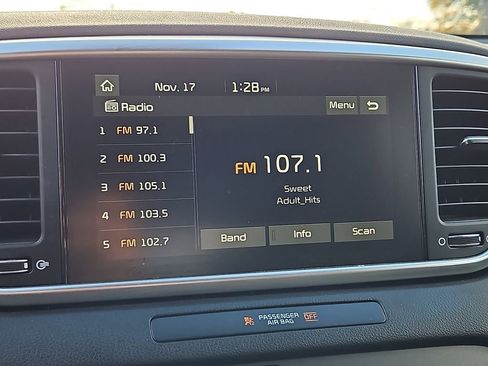 Nov. 17 1:28 PM
Radio Menu
1 FM 97.1
2 FM 100.3
3 FM 105.1
4 FM 103.5
5 FM 102.7
FM 107.1
Sweet
Adult_Hits
Band Info Scan
PASSENGER
AIR BAG OFF